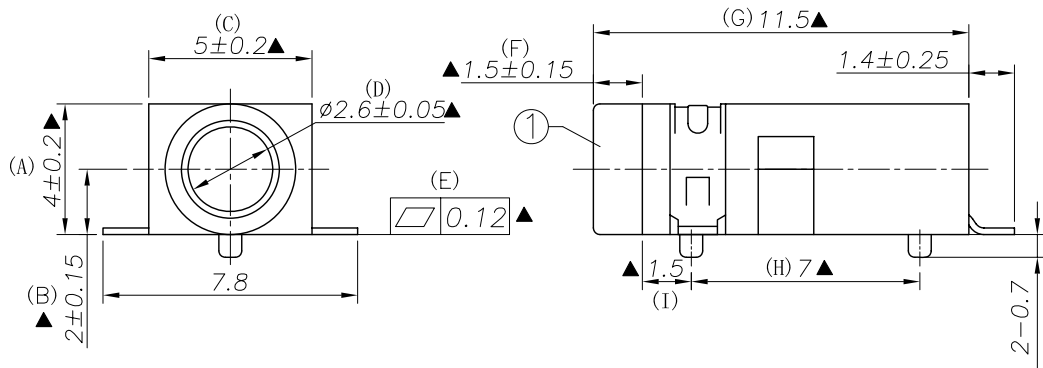 (C)
5±0.2▲
(D)
ø2.6±0.05▲
(A)
4±0.2▲
(E)
0.12 ▲
(B)
▲
2±0.15
7.8
(G) 11.5▲
(F)
▲1.5±0.15
1.4±0.25
1
▲ 1.5
(I)
(H) 7▲
2-0.7